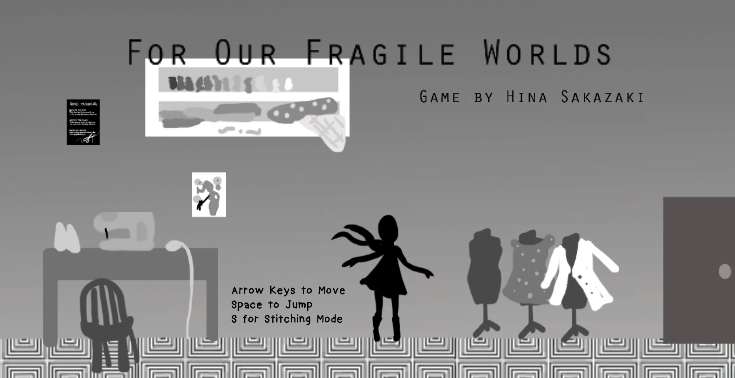 For Our Fragile Worlds
Game by Hina Sakazaki
Arrow Keys to Move
Space to Jump
S for Stitching Mode